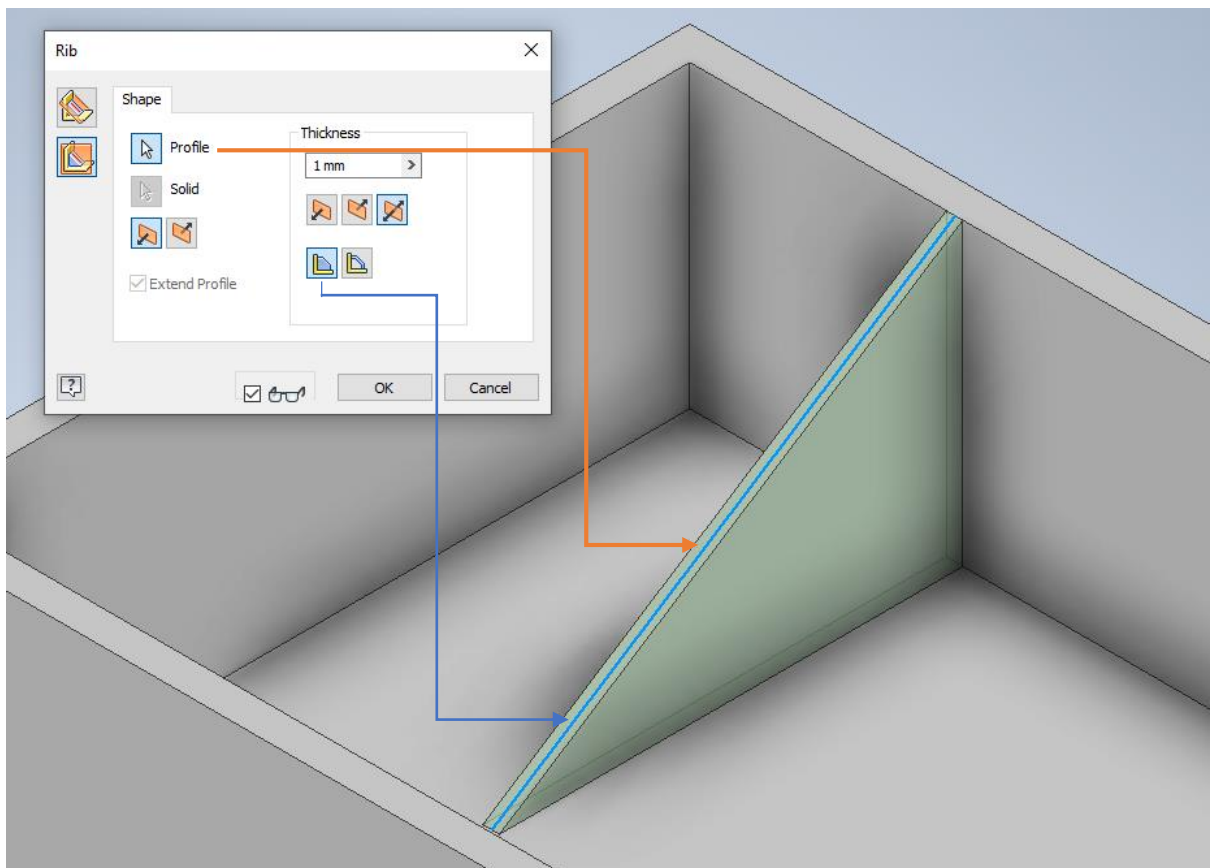 Rib
Shape
Profile
Thickness
1 mm
Solid
Extend Profile
OK
Cancel